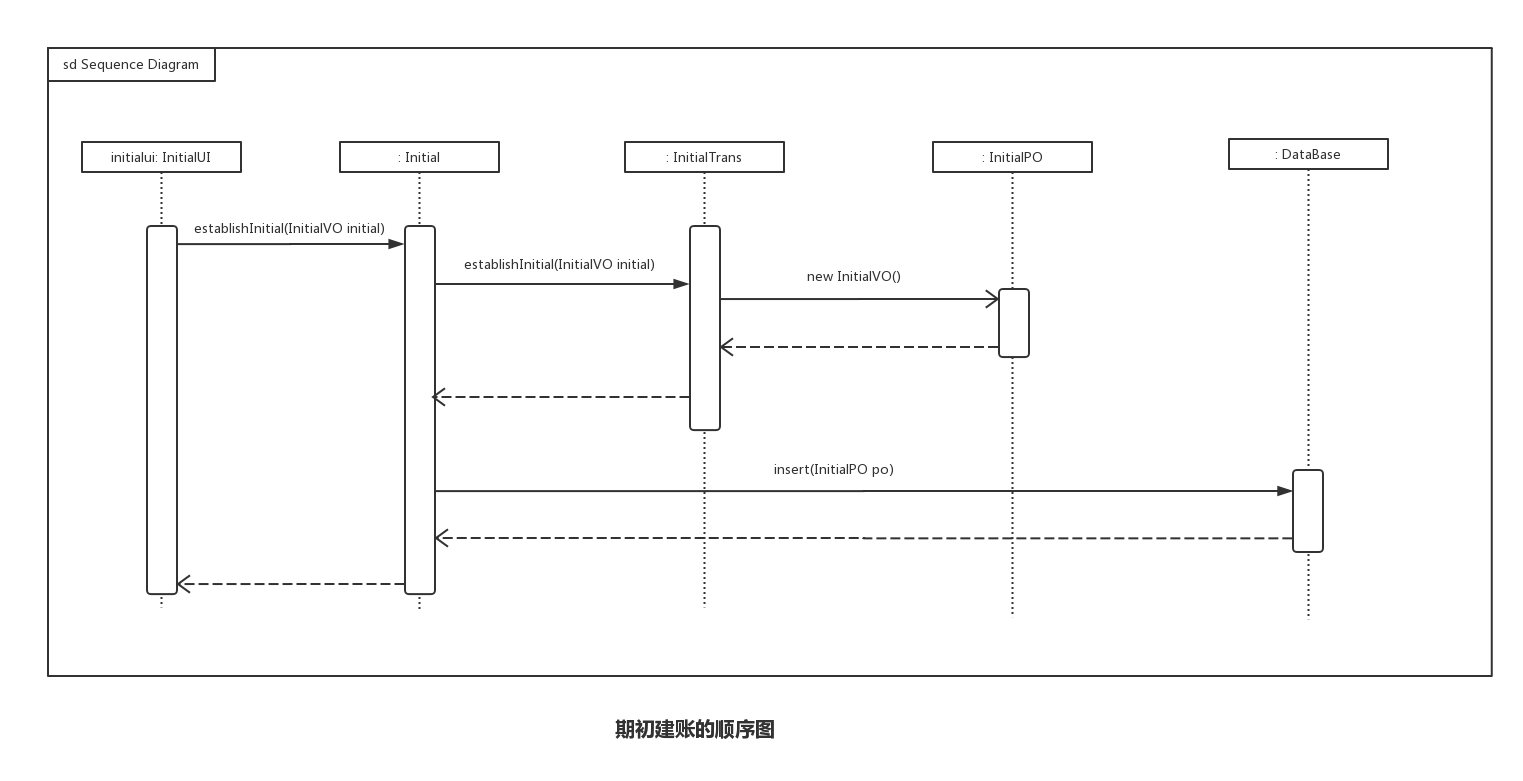 sd Sequence Diagram
initialui: InitialUI
: Initial
: InitialTrans
: InitialPO
: DataBase
establishInitial(InitialVO initial)
establishInitial(InitialVO initial)
new InitialVO()
insert(InitialPO po)
期初建账的顺序图